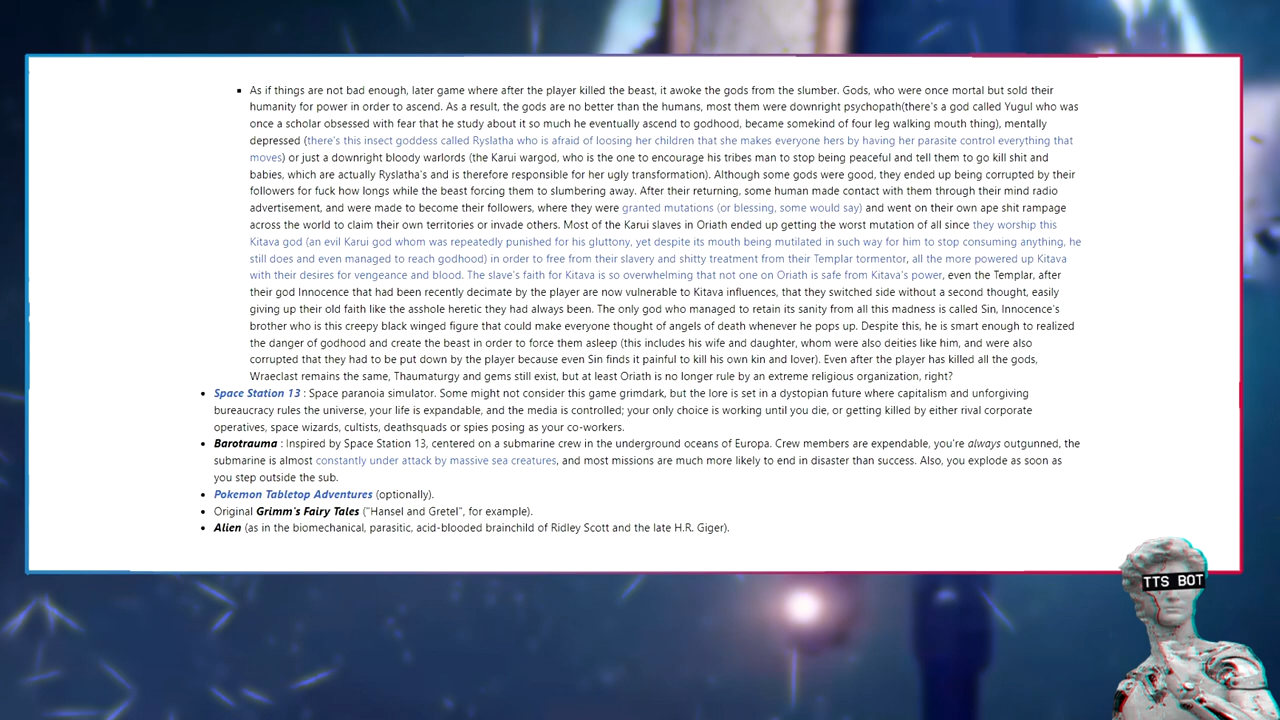 As if things are not bad enough, later game where after the player killed the beast, it awoke the gods from the slumber. Gods, who were once mortal but sold their
humanity for power in order to ascend. As a result, the gods are no better than the humans, most them were downright psychopath(there's a god called Yugul who was
once a scholar obsessed with fear that he study about it so much he eventually ascend to godhood, became somekind of four leg walking mouth thing), mentally
depressed (there's this insect goddess called Ryslatha who is afraid of loosing her children that she makes everyone hers by having her parasite control everything that
moves) or just a downright bloody warlords (the Karui wargod, who is the one to encourage his tribes man to stop being peaceful and tell them to go kill shit and
babies, which are actually Ryslatha's and is therefore responsible for her ugly transformation). Although some gods were good, they ended up being corrupted by their
followers for fuck how longs while the beast forcing them to slumbering away. After their returning, some human made contact with them through their mind radio
advertisement, and were made to become their followers, where they were granted mutations (or blessing, some would say) and went on their own ape shit rampage
across the world to claim their own territories or invade others. Most of the Karui slaves in Oriath ended up getting the worst mutation of all since they worship this
Kitava god (an evil Karui god whom was repeatedly punished for his gluttony, yet despite its mouth being mutilated in such way for him to stop consuming anything, he
still does and even managed to reach godhood) in order to free from their slavery and shitty treatment from their Templar tormentor, all the more powered up Kitava
with their desires for vengeance and blood. The slave's faith for Kitava is so overwhelming that not one on Oriath is safe from Kitava's power, even the Templar, after
their god Innocence that had been recently decimate by the player are now vulnerable to Kitava influences, that they switched side without a second thought, easily
giving up their old faith like the asshole heretic they had always been. The only god who managed to retain its sanity from all this madness is called Sin, Innocence's
brother who is this creepy black winged figure that could make everyone thought of angels of death whenever he pops up. Despite this, he is smart enough to realized
the danger of godhood and create the beast in order to force them asleep (this includes his wife and daughter, whom were also deities like him, and were also
corrupted that they had to be put down by the player because even Sin finds it painful to kill his own kin and lover). Even after the player has killed all the gods,
Wraeclast remains the same, Thaumaturgy and gems still exist, but at least Oriath is no longer rule by an extreme religious organization, right?
Space Station 13 : Space paranoia simulator. Some might not consider this game grimdark, but the lore is set in a dystopian future where capitalism and unforgiving
bureaucracy rules the universe, your life is expandable, and the media is controlled; your only choice is working until you die, or getting killed by either rival corporate
operatives, space wizards, cultists, deathsquads or spies posing as your co-workers.
Barotrauma : Inspired by Space Station 13, centered on a submarine crew in the underground oceans of Europa. Crew members are expendable, you're always outgunned, the
submarine is almost constantly under attack by massive sea creatures, and most missions are much more likely to end in disaster than success. Also, you explode as soon as
you step outside the sub.
Pokemon Tabletop Adventures (optionally).
Original Grimm's Fairy Tales ("Hansel and Gretel", for example).
Alien (as in the biomechanical, parasitic, acid-blooded brainchild of Ridley Scott and the late H.R. Giger).
TTS BOT